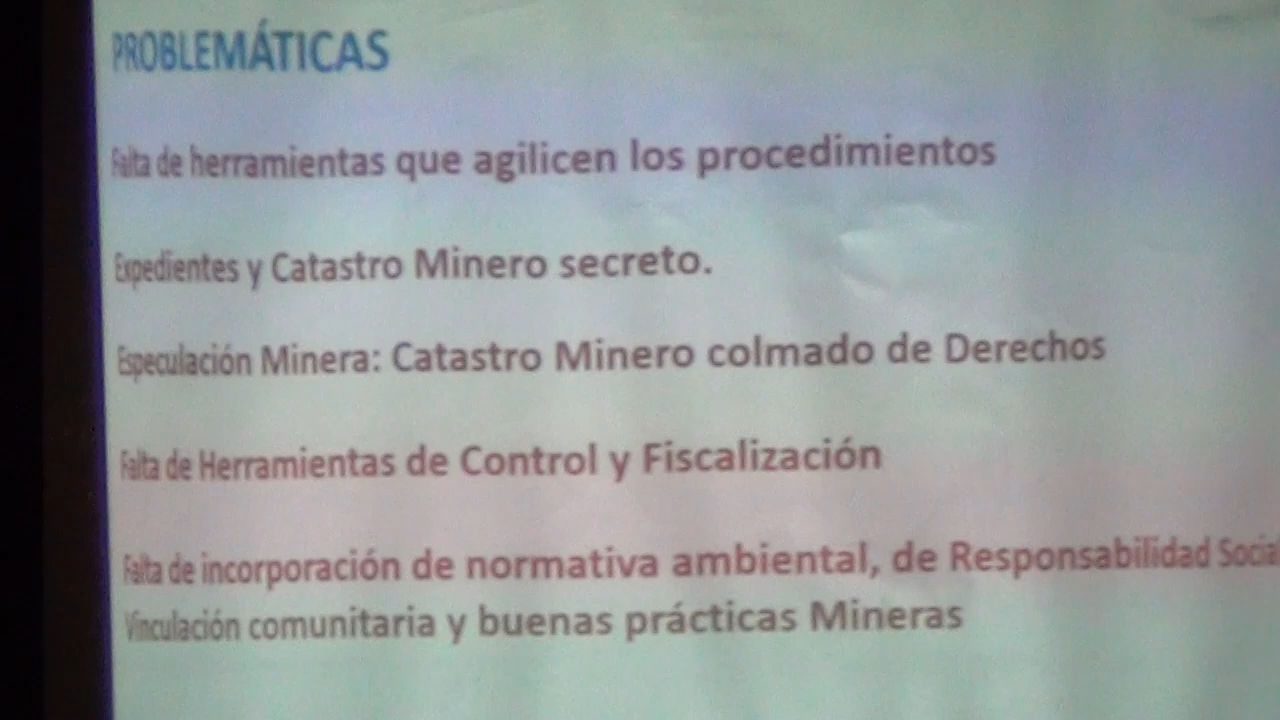 PROBLEMÁTICAS
Falta de herramientas que agilicen los procedimientos
Expedientes y Catastro Minero secreto.
Especulación Minera: Catastro Minero colmado de Derechos
Falta de Herramientas de Control y Fiscalización
Falta de incorporación de normativa ambiental, de Responsabilidad Social
Vinculación comunitaria y buenas prácticas Mineras